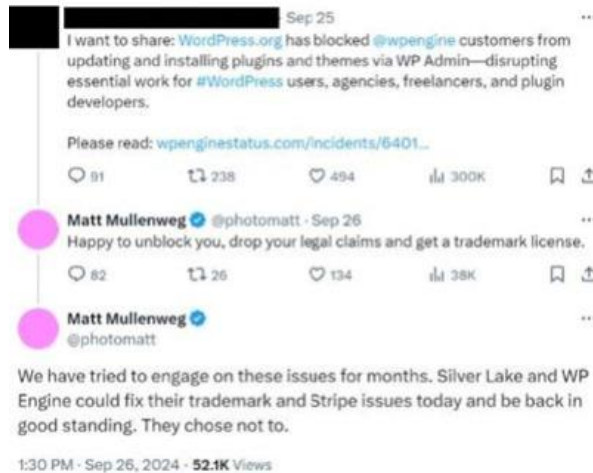 Sep 25
I want to share: WordPress.org has blocked @wpengine customers from
updating and installing plugins and themes via WP Admin—disrupting
essential work for #WordPress users, agencies, freelancers, and plugin
developers.
Please read: wpenginestatus.com/incidents/6401...
91 238 494 300K
Matt Mullenweg @photomatt · Sep 26
Happy to unblock you, drop your legal claims and get a trademark license.
82 26 134 38K
Matt Mullenweg
@photomatt
We have tried to engage on these issues for months. Silver Lake and WP
Engine could fix their trademark and Stripe issues today and be back in
good standing. They chose not to.
1:30 PM · Sep 26, 2024 · 52.1K Views